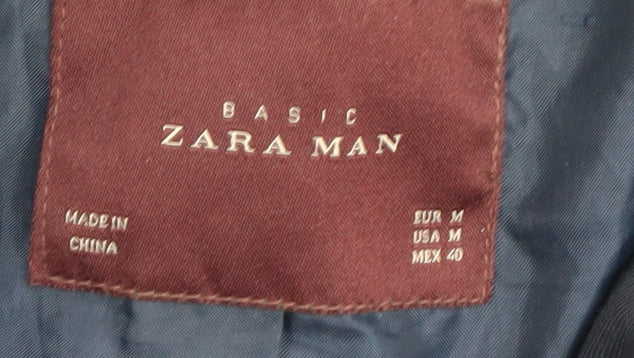 BASIC
ZARA MAN
MADE IN
CHINA
EUR M
USA M
MEX 40